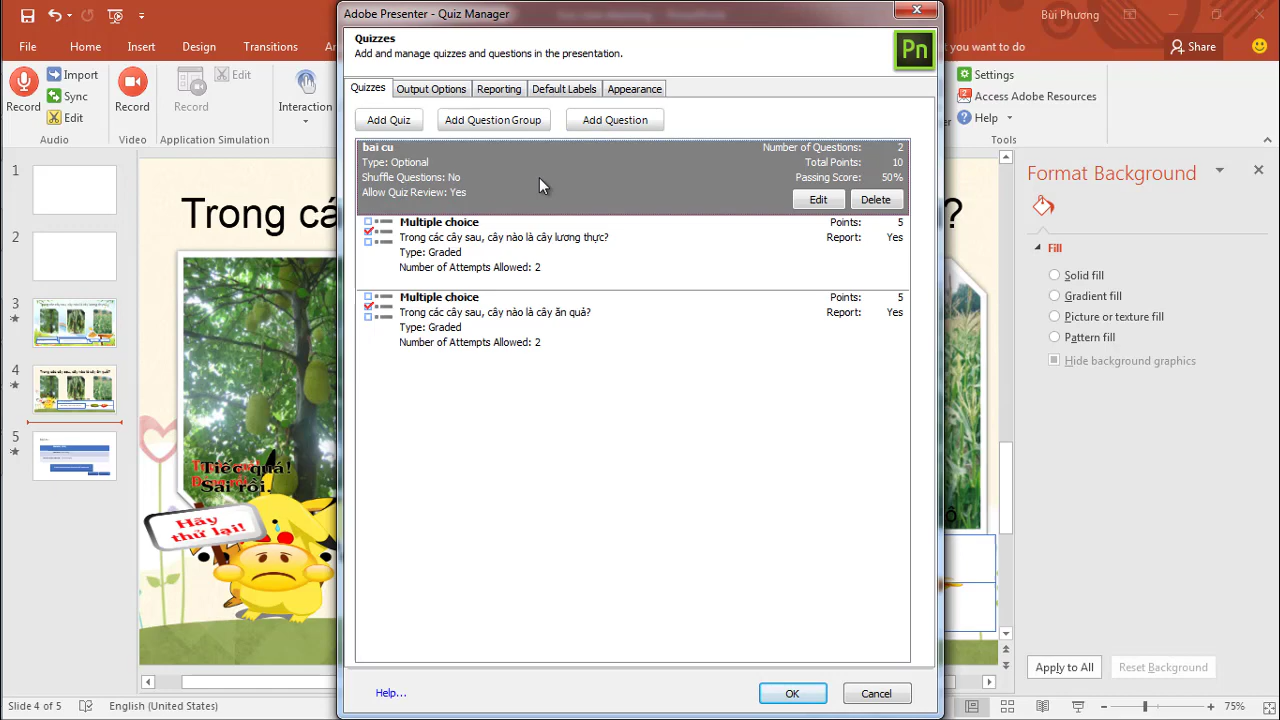 Adobe Presenter - Quiz Manager
Bùi Phương
File
Home
Insert
Design
Transitions
you want to do
Share
Quizzes
Add and manage quizzes and questions in the presentation.
Pn
Record
Import
Sync
Edit
Audio
Record
Video
Record
Edit
Application Simulation
Interaction
Settings
Access Adobe Resources
Help
Tools
Quizzes
Output Options
Reporting
Default Labels
Appearance
Add Quiz
Add Question Group
Add Question
bai cu
Number of Questions: 2
Type: Optional
Total Points: 10
Shuffle Questions: No
Passing Score: 50%
Allow Quiz Review: Yes
Edit
Delete
Multiple choice
Points: 5
Trong các cây sau, cây nào là cây lương thực?
Report: Yes
Type: Graded
Number of Attempts Allowed: 2
Multiple choice
Points: 5
Trong các cây sau, cây nào là cây ăn quả?
Report: Yes
Type: Graded
Number of Attempts Allowed: 2
Help...
OK
Cancel
1
2
3
4
5
Trong cá
?
Tiếc quá!
Sai rồi.
Hãy
thử lại!
Format Background
Fill
Solid fill
Gradient fill
Picture or texture fill
Pattern fill
Hide background graphics
Apply to All
Reset Background
Slide 4 of 5
English (United States)
75%